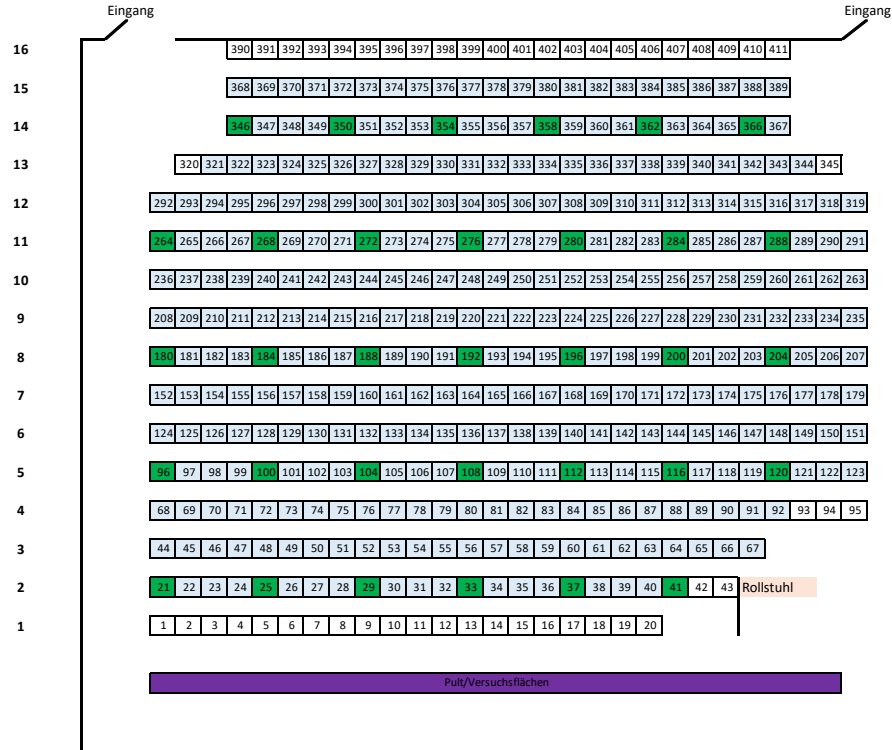 Eingang Eingang
16 390 391 392 393 394 395 396 397 398 399 400 401 402 403 404 405 406 407 408 409 410 411
15 368 369 370 371 372 373 374 375 376 377 378 379 380 381 382 383 384 385 386 387 388 389
14 346 347 348 349 350 351 352 353 354 355 356 357 358 359 360 361 362 363 364 365 366 367
13 320 321 322 323 324 325 326 327 328 329 330 331 332 333 334 335 336 337 338 339 340 341 342 343 344 345
12 292 293 294 295 296 297 298 299 300 301 302 303 304 305 306 307 308 309 310 311 312 313 314 315 316 317 318 319
11 264 265 266 267 268 269 270 271 272 273 274 275 276 277 278 279 280 281 282 283 284 285 286 287 288 289 290 291
10 236 237 238 239 240 241 242 243 244 245 246 247 248 249 250 251 252 253 254 255 256 257 258 259 260 261 262 263
9 208 209 210 211 212 213 214 215 216 217 218 219 220 221 222 223 224 225 226 227 228 229 230 231 232 233 234 235
8 180 181 182 183 184 185 186 187 188 189 190 191 192 193 194 195 196 197 198 199 200 201 202 203 204 205 206 207
7 152 153 154 155 156 157 158 159 160 161 162 163 164 165 166 167 168 169 170 171 172 173 174 175 176 177 178 179
6 124 125 126 127 128 129 130 131 132 133 134 135 136 137 138 139 140 141 142 143 144 145 146 147 148 149 150 151
5 96 97 98 99 100 101 102 103 104 105 106 107 108 109 110 111 112 113 114 115 116 117 118 119 120 121 122 123
4 68 69 70 71 72 73 74 75 76 77 78 79 80 81 82 83 84 85 86 87 88 89 90 91 92 93 94 95
3 44 45 46 47 48 49 50 51 52 53 54 55 56 57 58 59 60 61 62 63 64 65 66 67
2 21 22 23 24 25 26 27 28 29 30 31 32 33 34 35 36 37 38 39 40 41 42 43 Rollstuhl
1 1 2 3 4 5 6 7 8 9 10 11 12 13 14 15 16 17 18 19 20
Pult/Versuchsflächen